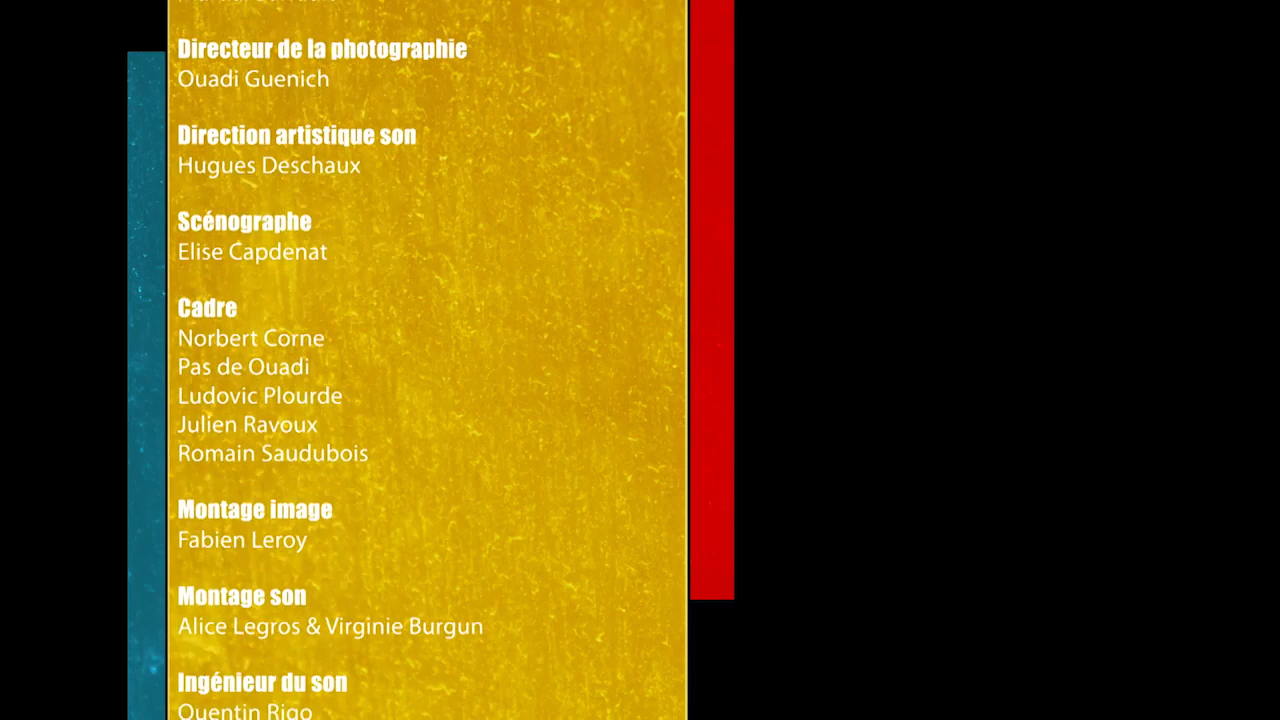 Directeur de la photographie
Ouadi Guenich
Direction artistique son
Hugues Deschaux
Scénographe
Elise Capdenat
Cadre
Norbert Corne
Pas de Ouadi
Ludovic Plourde
Julien Ravoux
Romain Saudubois
Montage image
Fabien Leroy
Montage son
Alice Legros & Virginie Burgun
Ingénieur du son
Quentin Rigo